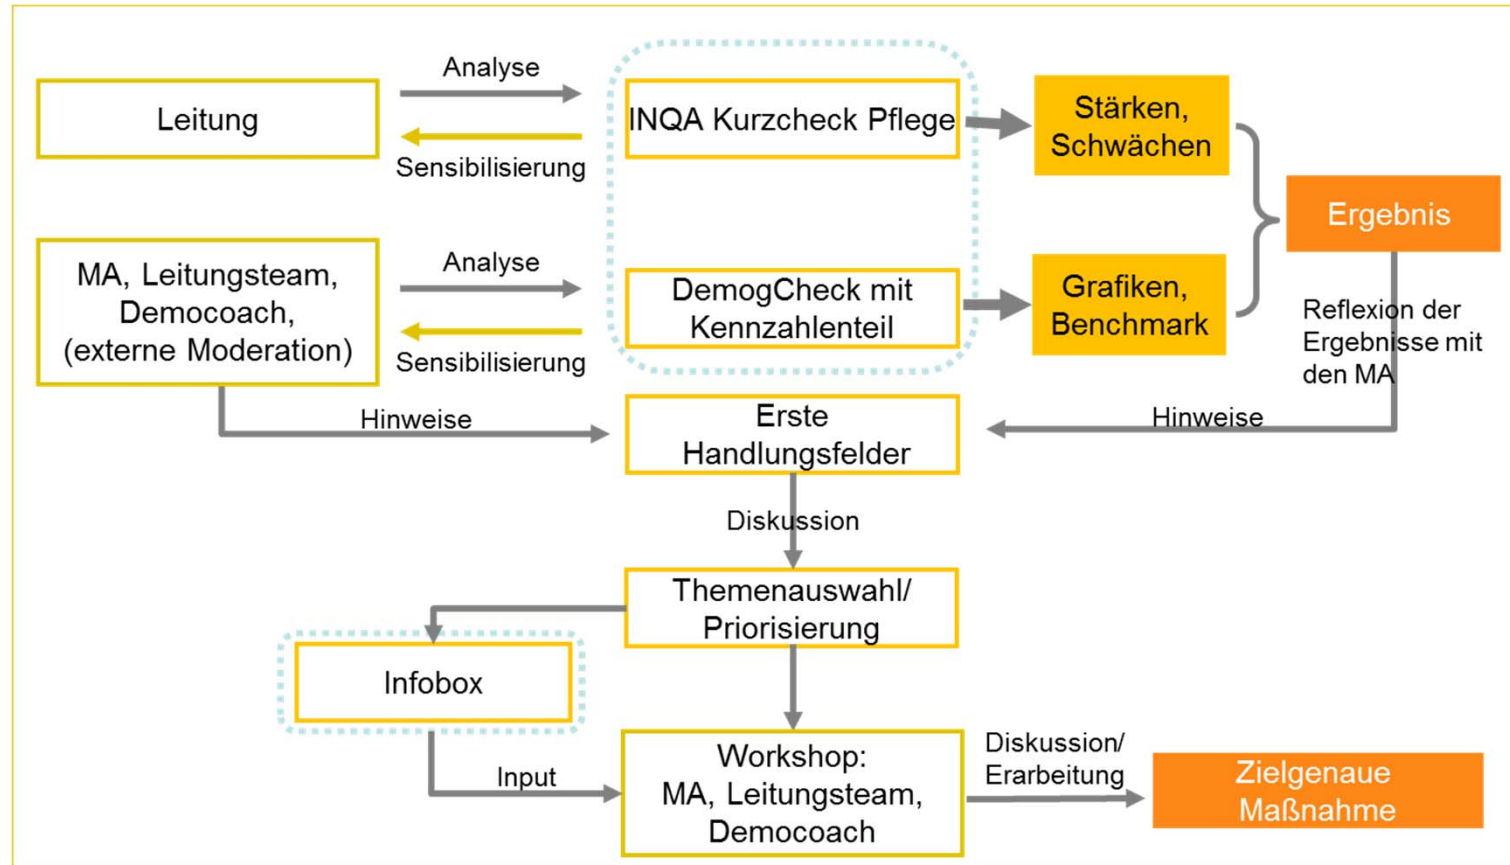 Analyse
Leitung
Sensibilisierung
INQA Kurzcheck Pflege
Stärken,
Schwächen
Ergebnis
MA, Leitungsteam,
Democoach,
(externe Moderation)
Analyse
Sensibilisierung
DemogCheck mit
Kennzahlenteil
Grafiken,
Benchmark
Reflexion der
Ergebnisse mit
den MA
Hinweise
Erste
Handlungsfelder
Hinweise
Diskussion
Themenauswahl/
Priorisierung
Infobox
Input
Workshop:
MA, Leitungsteam,
Democoach
Diskussion/
Erarbeitung
Zielgenaue
Maßnahme